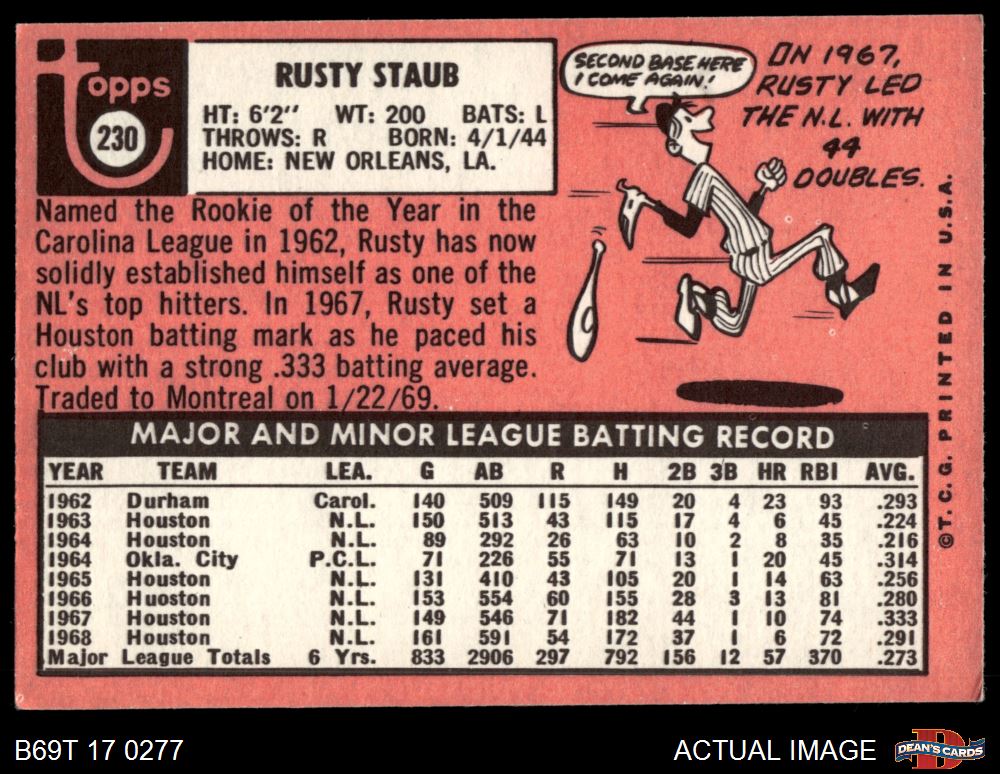 topps
230
RUSTY STAUB
HT: 6'2" WT: 200 BATS: L
THROWS: R BORN: 4/1/44
HOME: NEW ORLEANS, LA.
SECOND BASE HERE
I COME AGAIN!
IN 1967,
RUSTY LED
THE N.L. WITH
44
DOUBLES.
Named the Rookie of the Year in the
Carolina League in 1962, Rusty has now
solidly established himself as one of the
NL's top hitters. In 1967, Rusty set a
Houston batting mark as he paced his
club with a strong .333 batting average.
Traded to Montreal on 1/22/69.
©T.C.G. PRINTED IN U.S.A.
MAJOR AND MINOR LEAGUE BATTING RECORD
YEAR TEAM LEA. G AB R H 2B 3B HR RBI AVG.
1962 Durham Carol. 140 509 115 149 20 4 23 93 .293
1963 Houston N.L. 150 513 43 115 17 4 6 45 .224
1964 Houston N.L. 89 292 26 63 10 2 8 35 .216
1964 Okla. City P.C.L. 71 226 55 71 13 1 20 45 .314
1965 Houston N.L. 131 410 43 105 20 1 14 63 .256
1966 Huoston N.L. 153 554 60 155 28 3 13 81 .280
1967 Houston N.L. 149 546 71 182 44 1 10 74 .333
1968 Houston N.L. 161 591 54 172 37 1 6 72 .291
Major League Totals 6 Yrs. 833 2906 297 792 156 12 57 370 .273
B69T 17 0277
ACTUAL IMAGE
DEAN'S CARDS